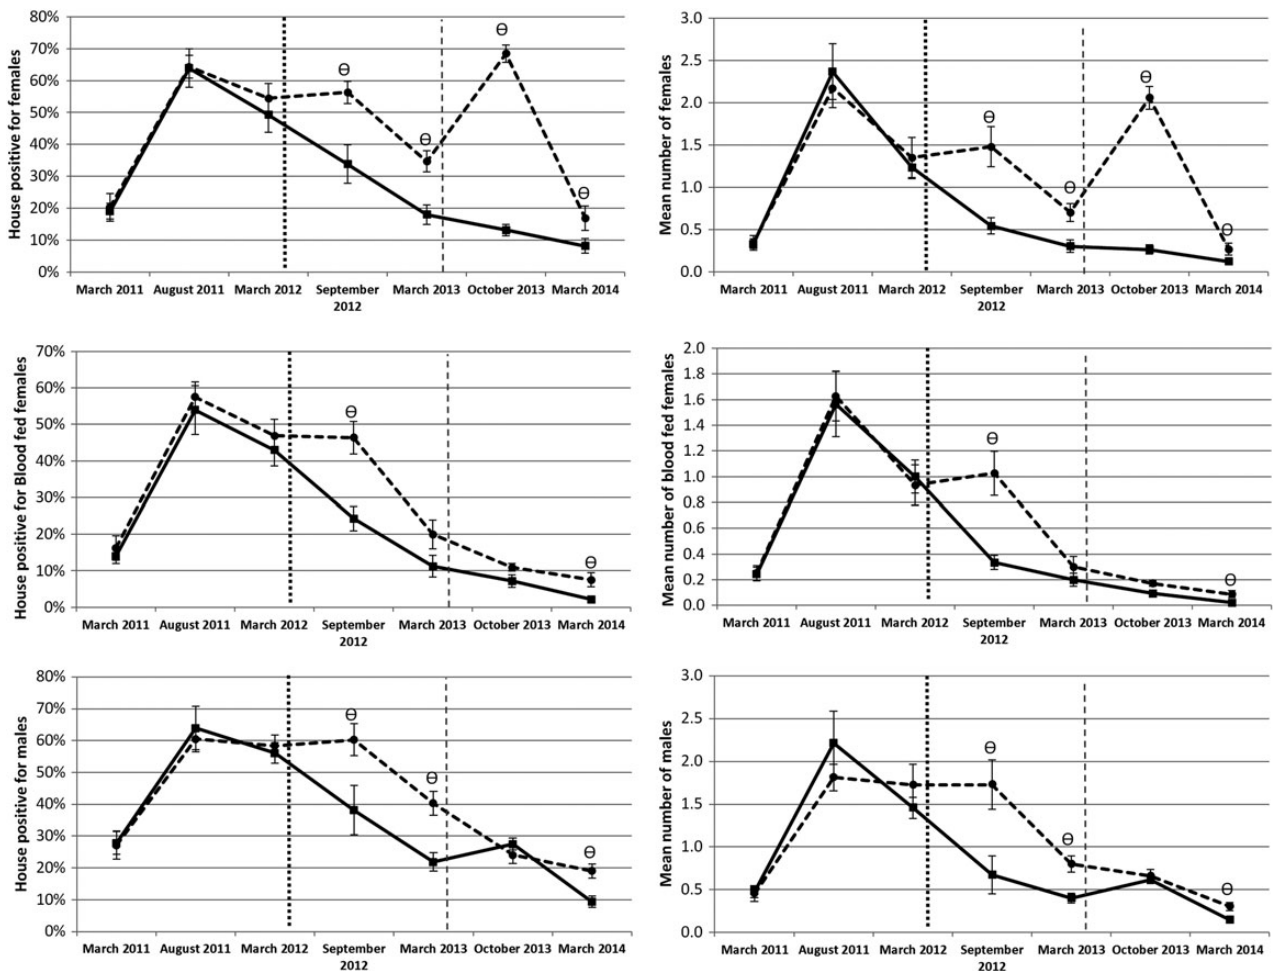 House positive for females
80%
70%
60%
50%
40%
30%
20%
10%
0%
ϴ
ϴ
ϴ
ϴ
March 2011 August 2011 March 2012 September 2012 March 2013 October 2013 March 2014
Mean number of females
3.0
2.5
2.0
1.5
1.0
0.5
0.0
ϴ
ϴ
ϴ
ϴ
March 2011 August 2011 March 2012 September 2012 March 2013 October 2013 March 2014
House positive for Blood fed females
70%
60%
50%
40%
30%
20%
10%
0%
ϴ
ϴ
March 2011 August 2011 March 2012 September 2012 March 2013 October 2013 March 2014
Mean number of blood fed females
2.0
1.8
1.6
1.4
1.2
1.0
0.8
0.6
0.4
0.2
0.0
ϴ
ϴ
March 2011 August 2011 March 2012 September 2012 March 2013 October 2013 March 2014
House positive for males
80%
70%
60%
50%
40%
30%
20%
10%
0%
ϴ
ϴ
ϴ
March 2011 August 2011 March 2012 September 2012 March 2013 October 2013 March 2014
Mean number of males
3.0
2.5
2.0
1.5
1.0
0.5
0.0
ϴ
ϴ
ϴ
March 2011 August 2011 March 2012 September 2012 March 2013 October 2013 March 2014